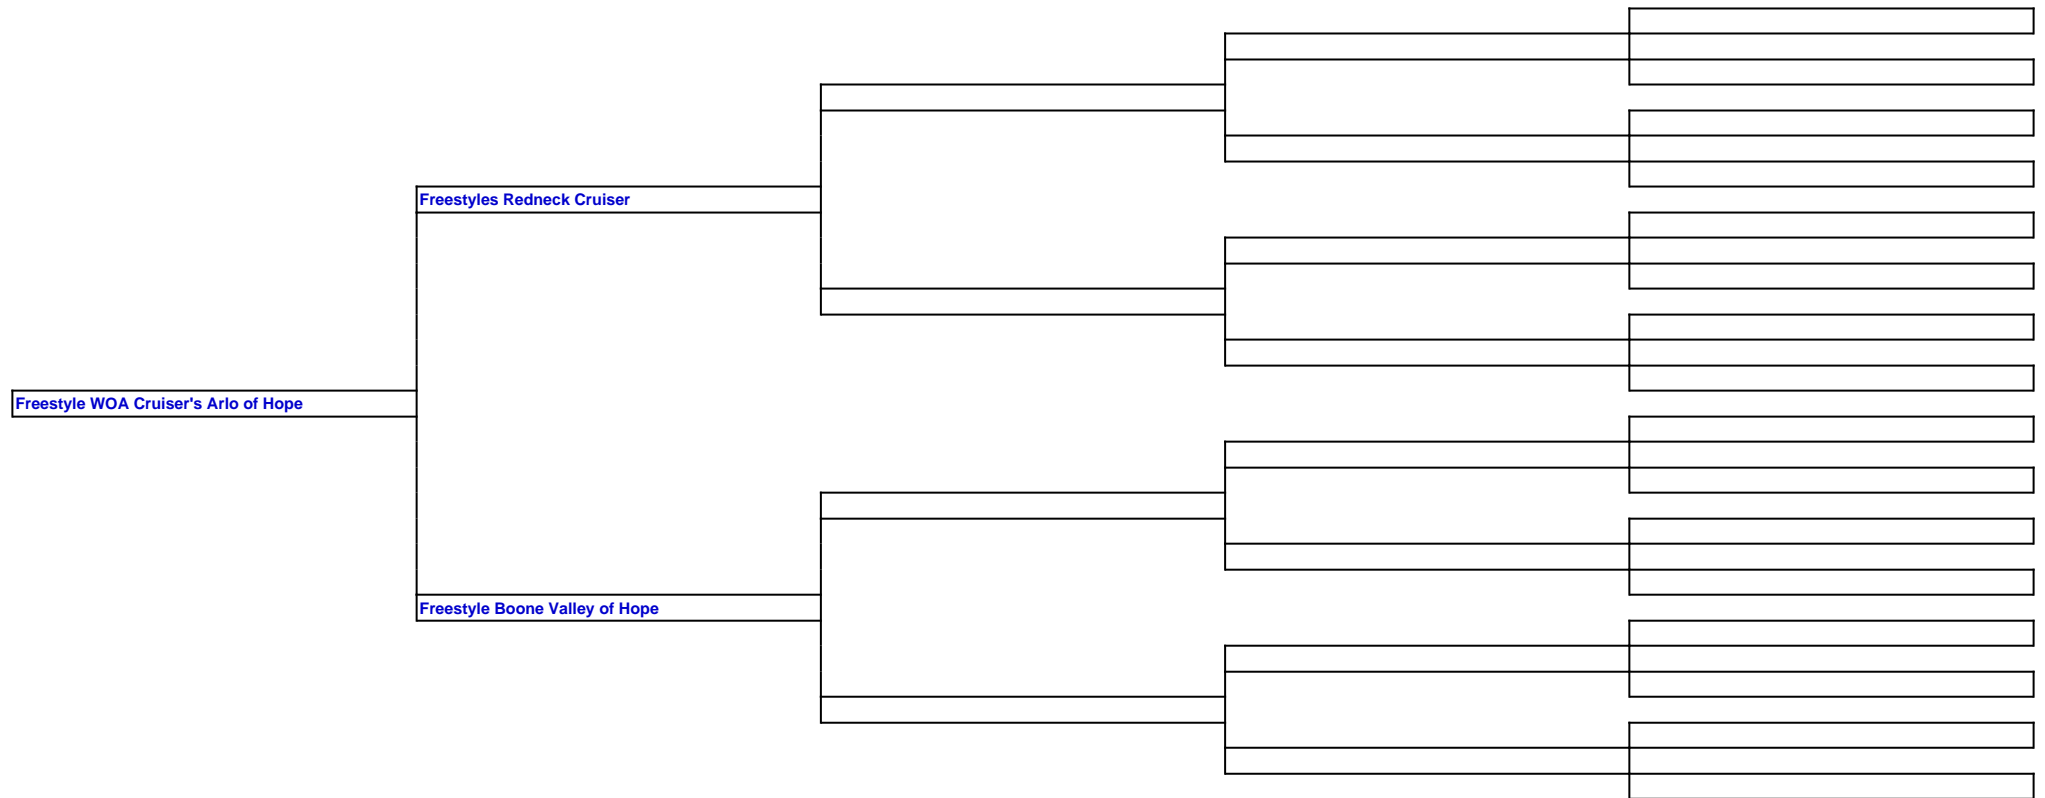 Freestyles Redneck Cruiser
Freestyle WOA Cruiser's Arlo of Hope
Freestyle Boone Valley of Hope